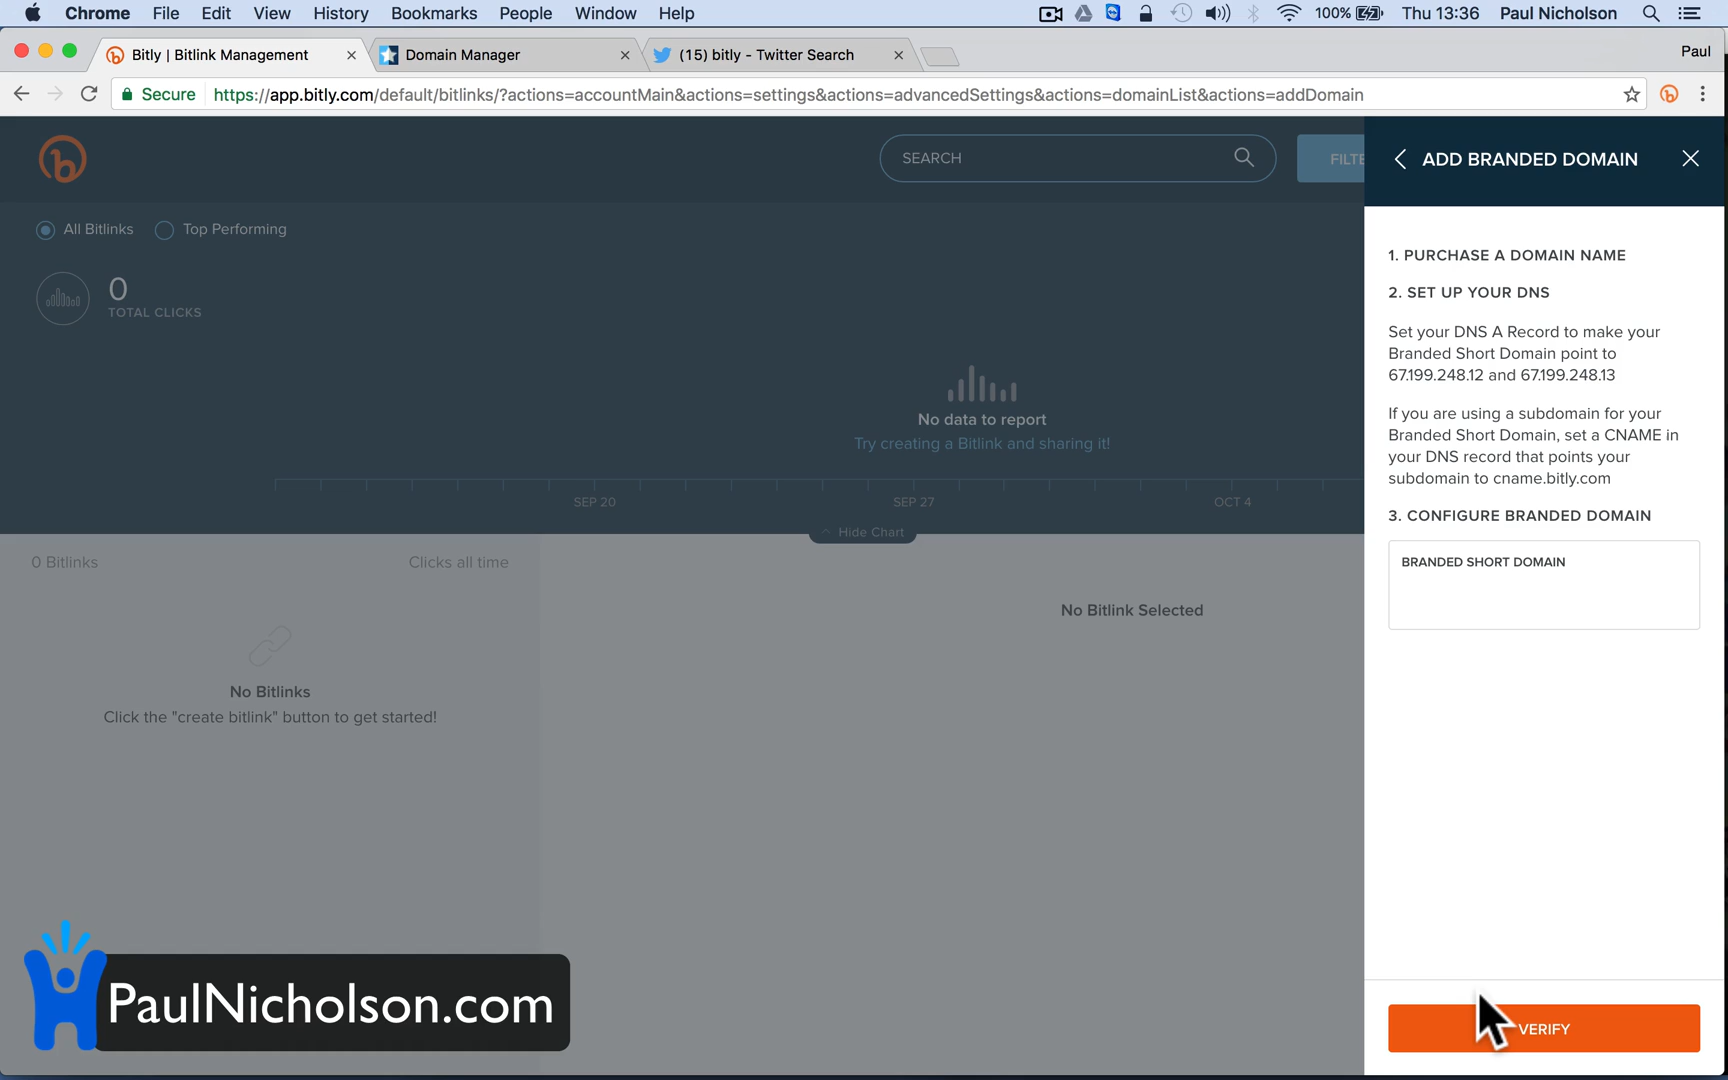 Chrome File Edit View History Bookmarks People Window Help 100% Thu 13:36 Paul Nicholson
Bitly | Bitlink Management Domain Manager (15) bitly - Twitter Search Paul
Secure https://app.bitly.com/default/bitlinks/?actions=accountMain&actions=settings&actions=advancedSettings&actions=domainList&actions=addDomain
SEARCH
FILTE
ADD BRANDED DOMAIN
All Bitlinks Top Performing
0
TOTAL CLICKS
No data to report
Try creating a Bitlink and sharing it!
SEP 20 SEP 27 OCT 4
Hide Chart
0 Bitlinks Clicks all time
No Bitlinks
Click the "create bitlink" button to get started!
No Bitlink Selected
1. PURCHASE A DOMAIN NAME
2. SET UP YOUR DNS
Set your DNS A Record to make your
Branded Short Domain point to
67.199.248.12 and 67.199.248.13
If you are using a subdomain for your
Branded Short Domain, set a CNAME in
your DNS record that points your
subdomain to cname.bitly.com
3. CONFIGURE BRANDED DOMAIN
BRANDED SHORT DOMAIN
VERIFY
PaulNicholson.com